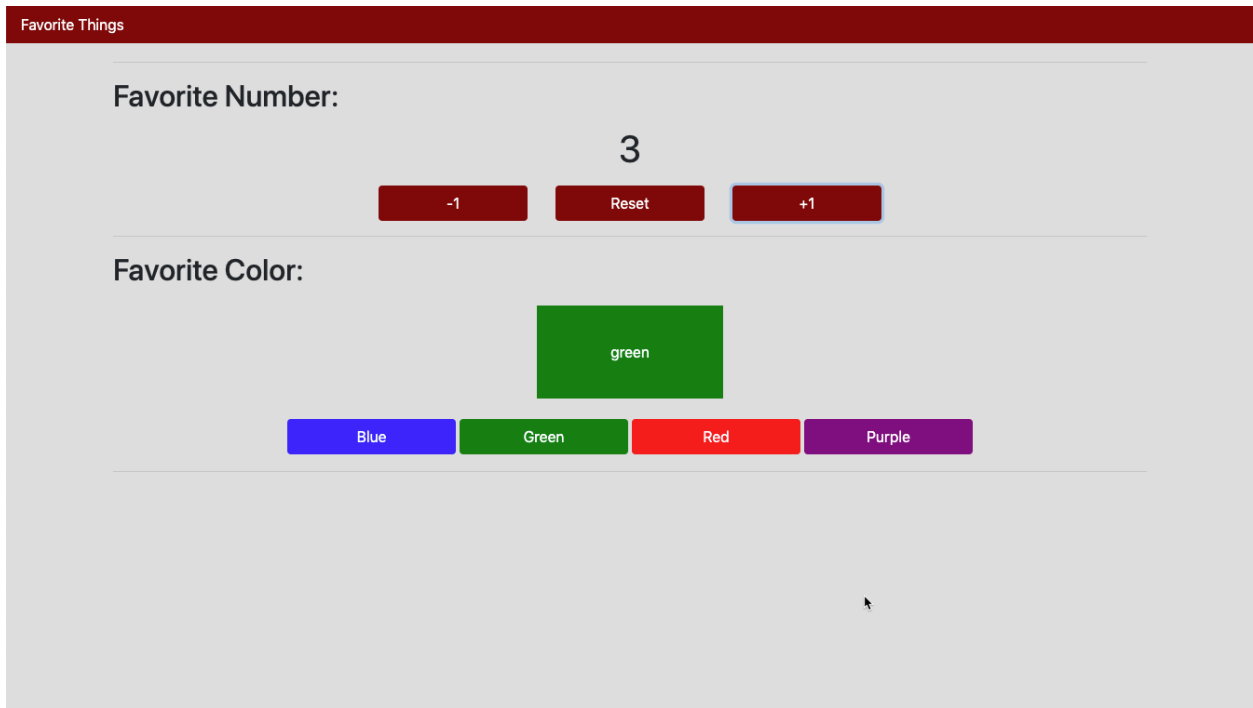 Favorite Things
Favorite Number:
3
-1 Reset +1
Favorite Color:
green
Blue Green Red Purple